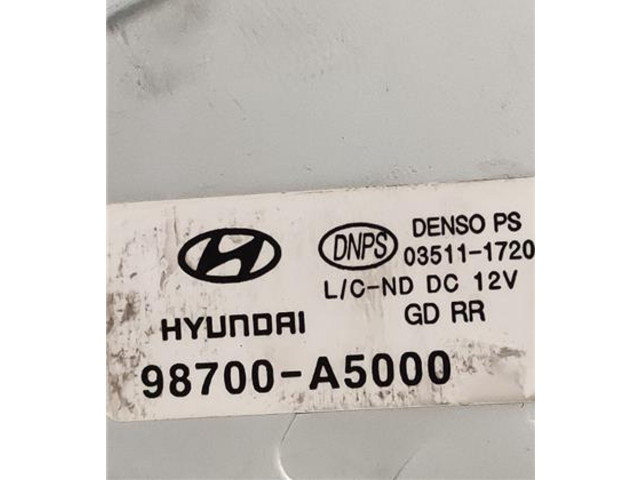 HYUNDAI
98700-A5000
DNPS
DENSO PS
03511-1720
L/C-ND DC 12V
GD RR